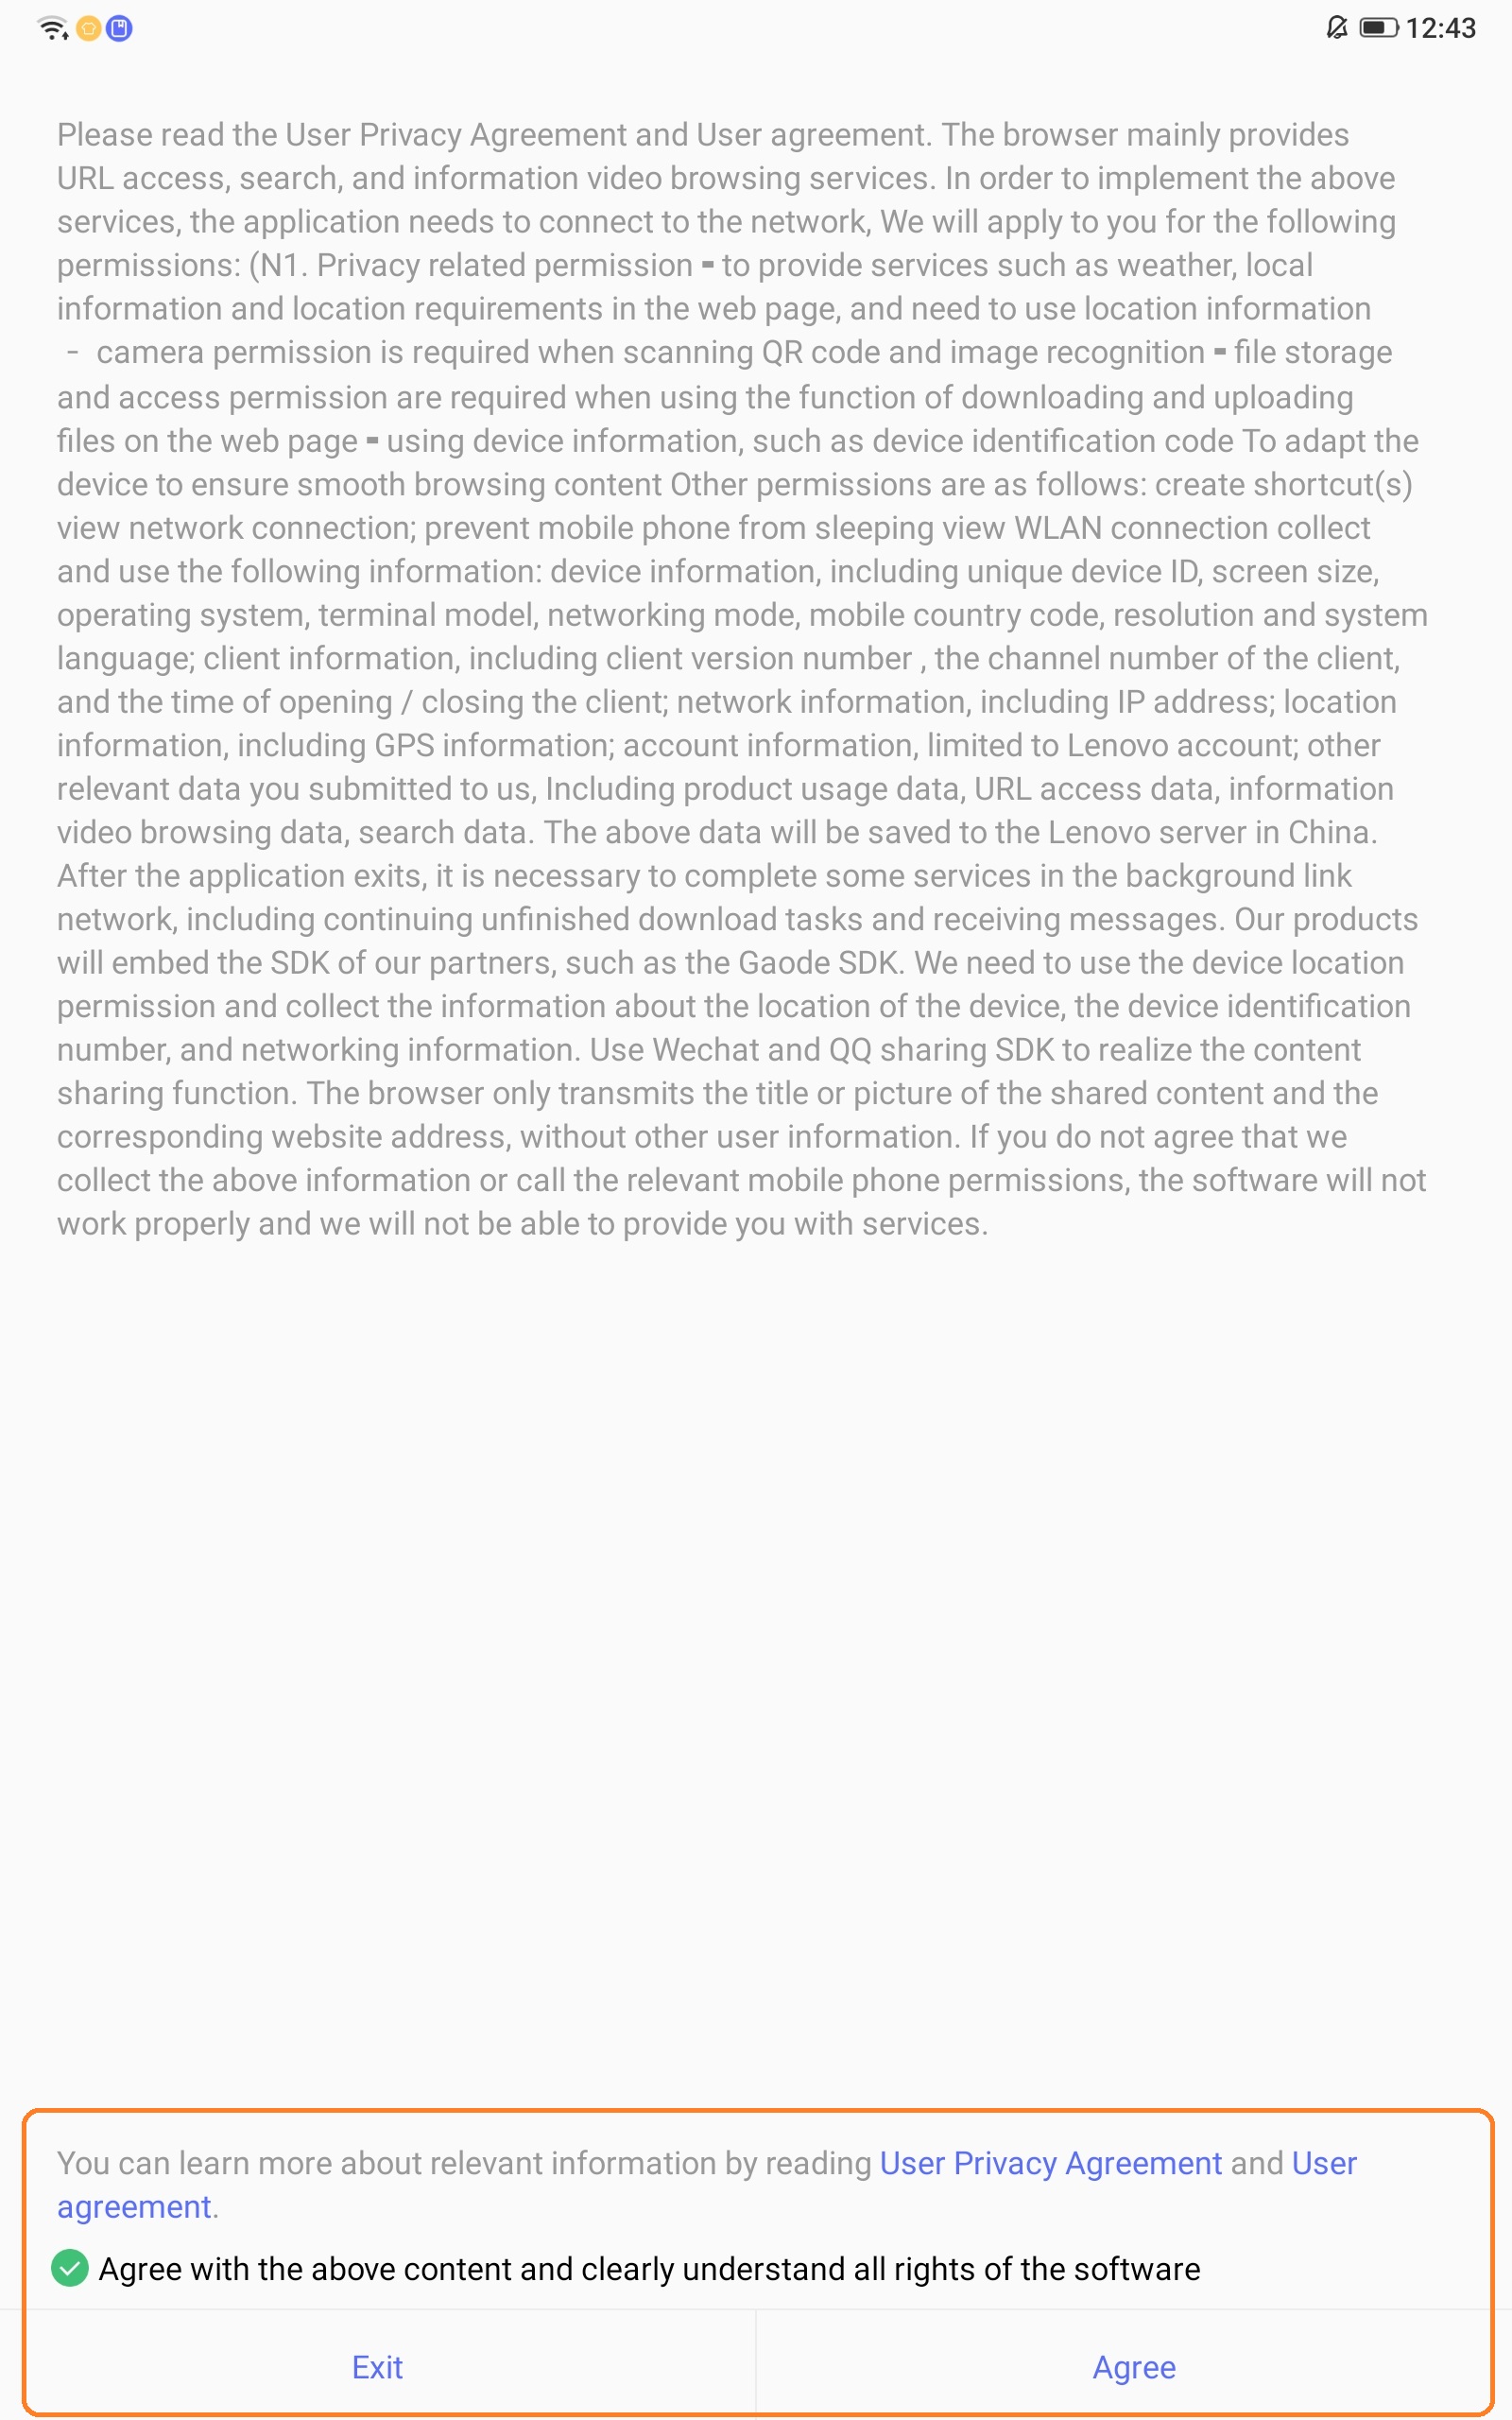 12:43
Please read the User Privacy Agreement and User agreement. The browser mainly provides
URL access, search, and information video browsing services. In order to implement the above
services, the application needs to connect to the network, We will apply to you for the following
permissions: (N1. Privacy related permission - to provide services such as weather, local
information and location requirements in the web page, and need to use location information
- camera permission is required when scanning QR code and image recognition - file storage
and access permission are required when using the function of downloading and uploading
files on the web page - using device information, such as device identification code To adapt the
device to ensure smooth browsing content Other permissions are as follows: create shortcut(s)
view network connection; prevent mobile phone from sleeping view WLAN connection collect
and use the following information: device information, including unique device ID, screen size,
operating system, terminal model, networking mode, mobile country code, resolution and system
language; client information, including client version number , the channel number of the client,
and the time of opening / closing the client; network information, including IP address; location
information, including GPS information; account information, limited to Lenovo account; other
relevant data you submitted to us, Including product usage data, URL access data, information
video browsing data, search data. The above data will be saved to the Lenovo server in China.
After the application exits, it is necessary to complete some services in the background link
network, including continuing unfinished download tasks and receiving messages. Our products
will embed the SDK of our partners, such as the Gaode SDK. We need to use the device location
permission and collect the information about the location of the device, the device identification
number, and networking information. Use Wechat and QQ sharing SDK to realize the content
sharing function. The browser only transmits the title or picture of the shared content and the
corresponding website address, without other user information. If you do not agree that we
collect the above information or call the relevant mobile phone permissions, the software will not
work properly and we will not be able to provide you with services.
You can learn more about relevant information by reading User Privacy Agreement and User
agreement.
Agree with the above content and clearly understand all rights of the software
Exit
Agree